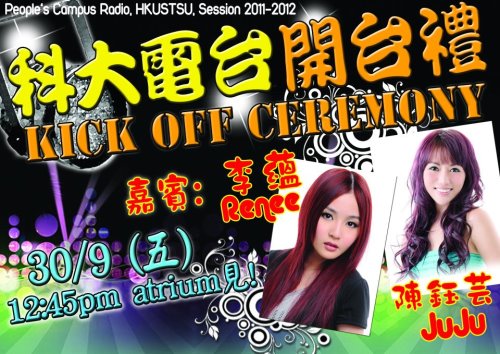 People's Campus Radio, HKUSTSU, Session 2011-2012
科大電台開台禮
KICK OFF CEREMONY
嘉賓: 李蘊
Renee
30/9 (五)
12:45pm atrium見!
陳鈺芸
JuJu